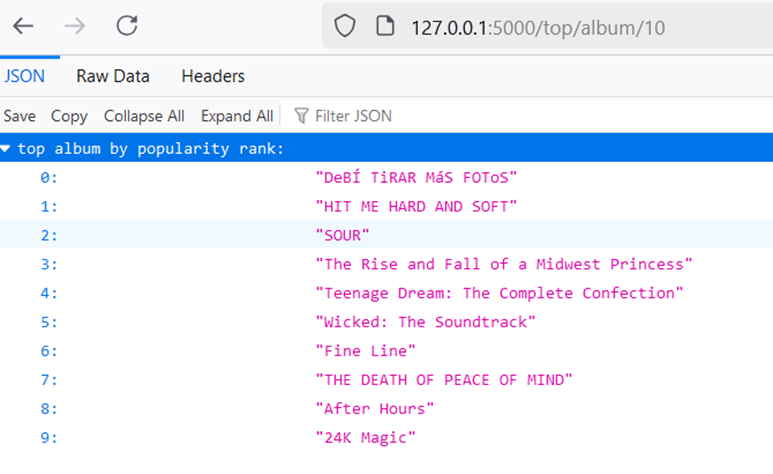 127.0.0.1:5000/top/album/10
JSON Raw Data Headers
Save Copy Collapse All Expand All Filter JSON
top album by popularity rank:
0: "DeBÍ TiRAR MáS FOToS"
1: "HIT ME HARD AND SOFT"
2: "SOUR"
3: "The Rise and Fall of a Midwest Princess"
4: "Teenage Dream: The Complete Confection"
5: "Wicked: The Soundtrack"
6: "Fine Line"
7: "THE DEATH OF PEACE OF MIND"
8: "After Hours"
9: "24K Magic"